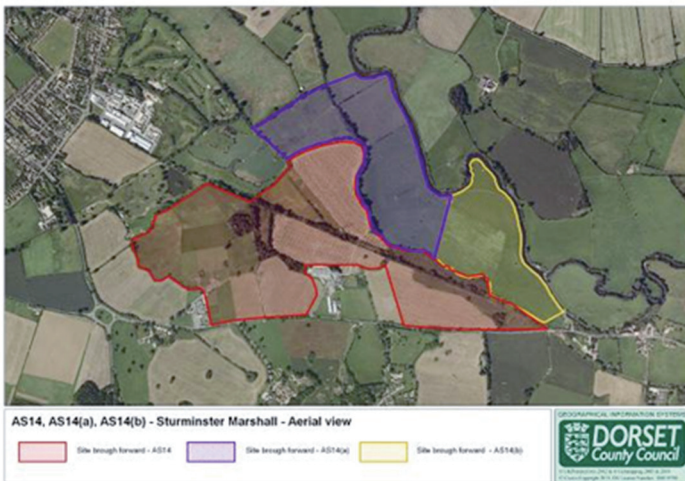 AS14, AS14(a), AS14(b) - Sturminster Marshall - Aerial view
Site brough forward - AS14
Site brough forward - AS14(a)
Site brough forward - AS14(b)
GEOGRAPHICAL INFORMATION SYSTEMS
DORSET
County Council